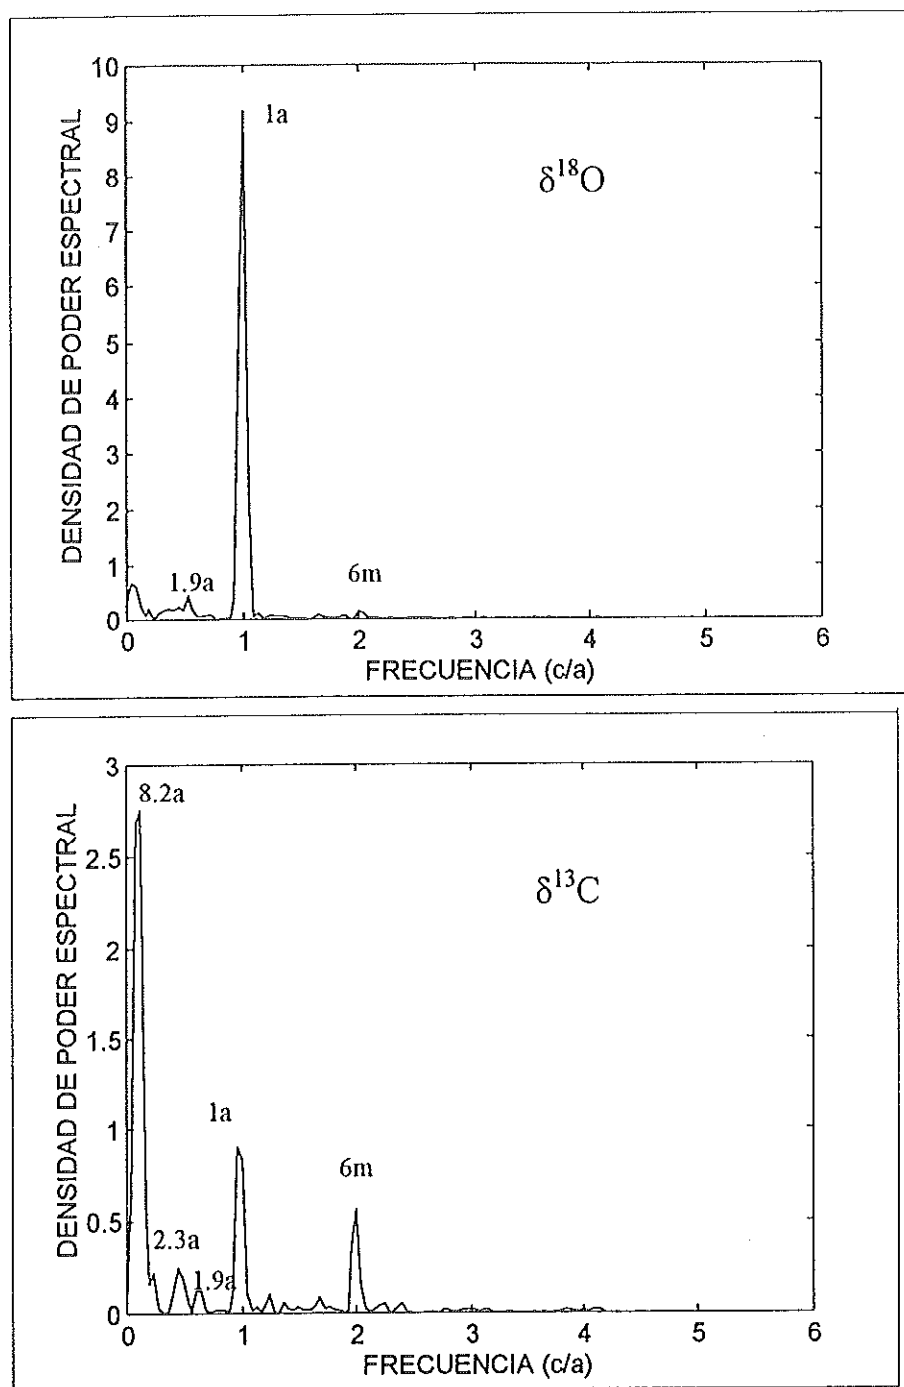 DENSIDAD DE PODER ESPECTRAL
10
9
8
7
6
5
4
3
2
1
0
1a
δ¹⁸O
1.9a
6m
0 1 2 3 4 5 6
FRECUENCIA (c/a)
DENSIDAD DE PODER ESPECTRAL
3
2.5
2
1.5
1
0.5
0
8.2a
δ¹³C
1a
6m
2.3a
1.9a
0 1 2 3 4 5 6
FRECUENCIA (c/a)